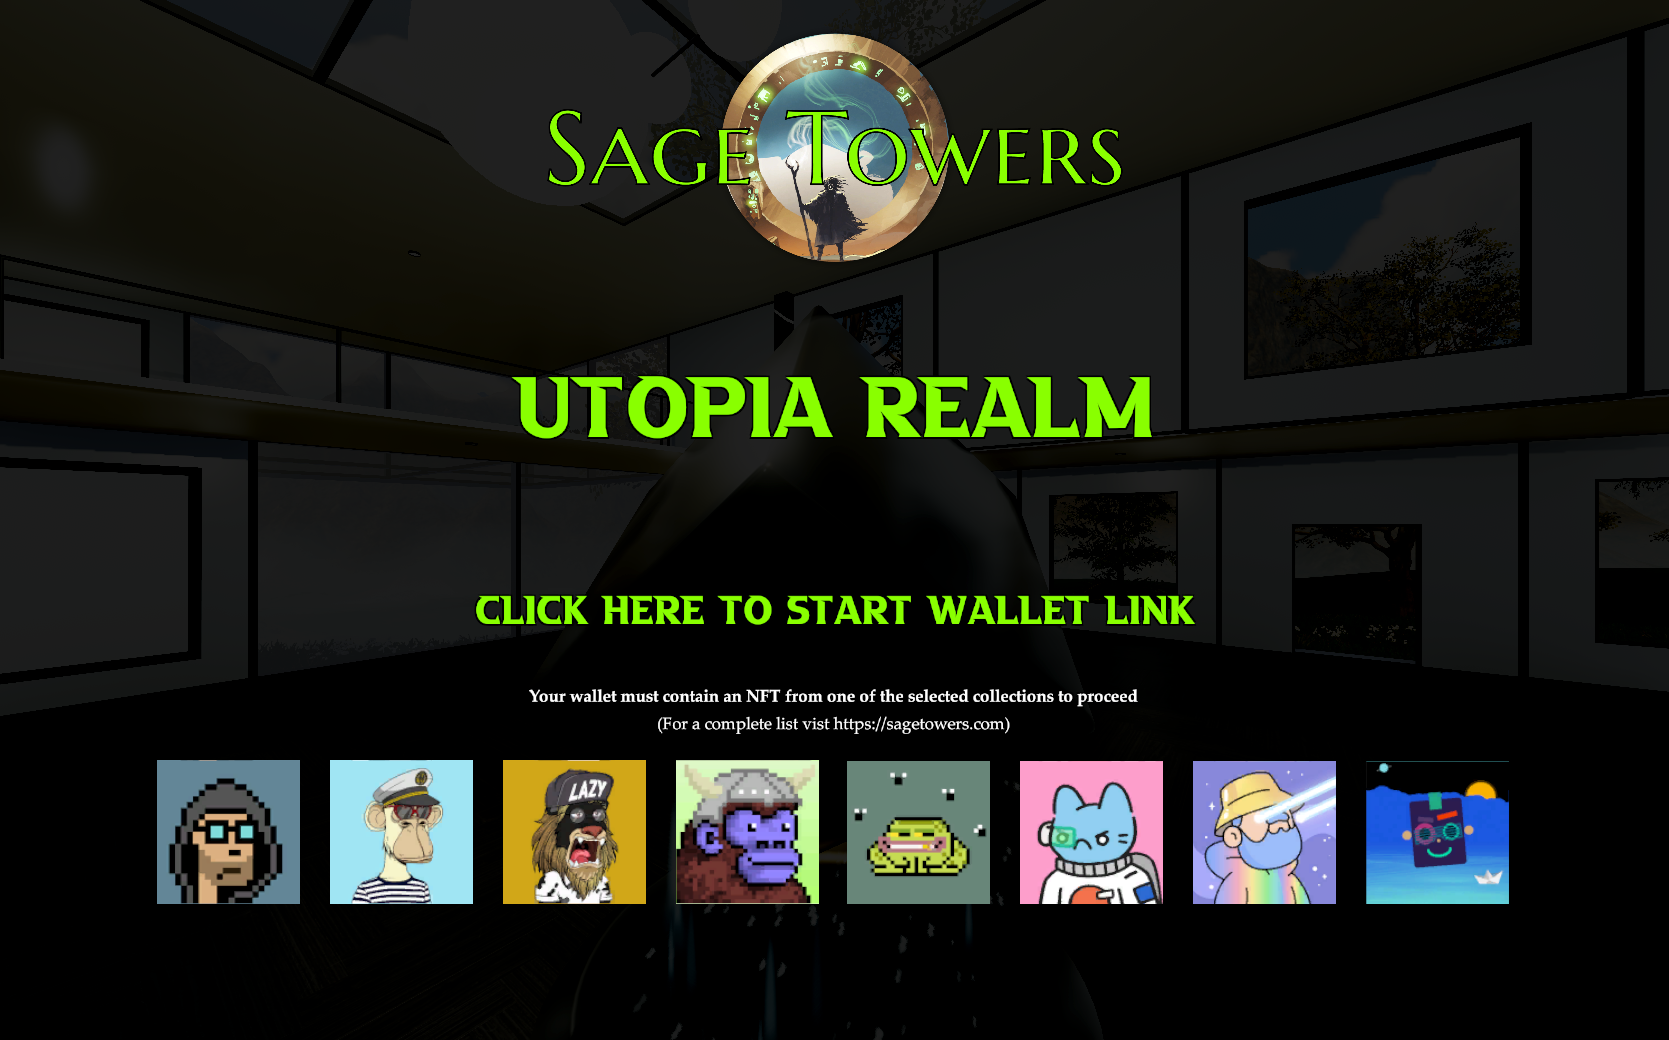 SAGE TOWERS
UTOPIA REALM
CLICK HERE TO START WALLET LINK
Your wallet must contain an NFT from one of the selected collections to proceed
(For a complete list vist https://sagetowers.com)
LAZY